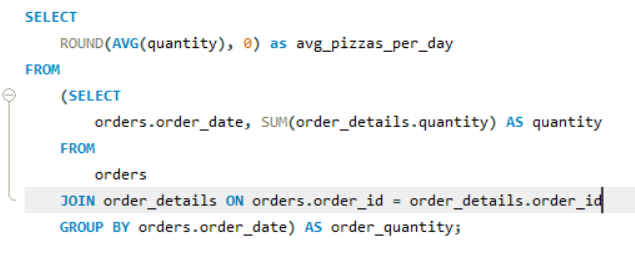 SELECT
ROUND(AVG(quantity), 0) as avg_pizzas_per_day
FROM
(SELECT
orders.order_date, SUM(order_details.quantity) AS quantity
FROM
orders
JOIN order_details ON orders.order_id = order_details.order_id
GROUP BY orders.order_date) AS order_quantity;